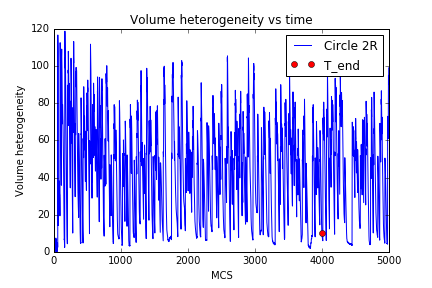 Volume heterogeneity vs time
120
100
80
60
40
20
0
Volume heterogeneity
Circle 2R
T_end
0 1000 2000 3000 4000 5000
MCS